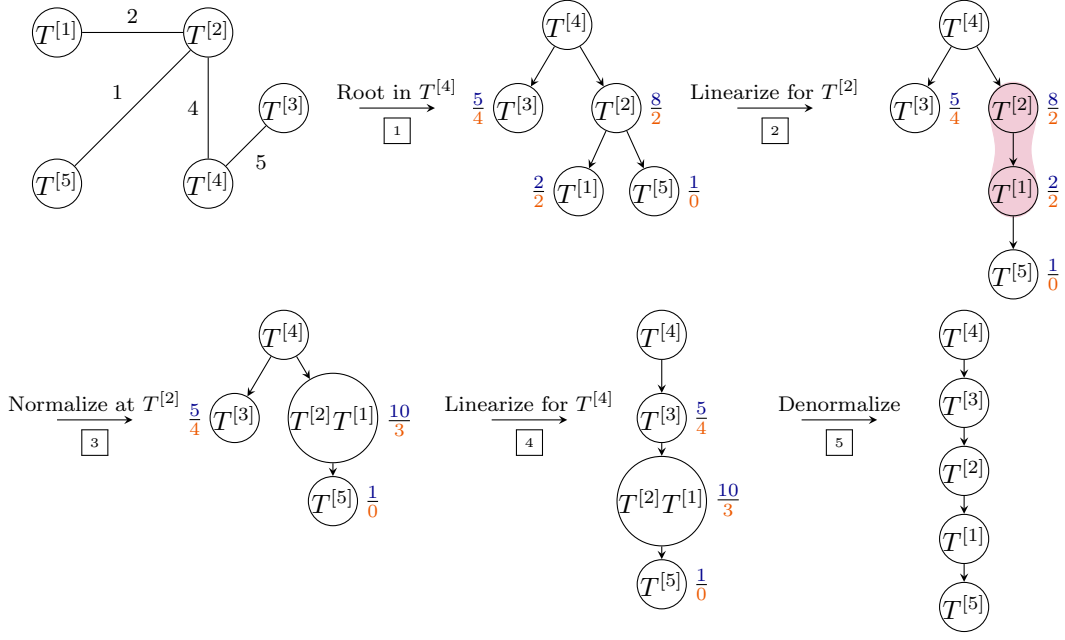 T^{[1]} 2 T^{[2]}
1 4 T^{[3]}
5
T^{[5]} T^{[4]}
Root in T^{[4]}
1
T^{[4]}
5/4 T^{[3]} T^{[2]} 8/2
2/2 T^{[1]} T^{[5]} 1/0
Linearize for T^{[2]}
2
T^{[4]}
T^{[3]} 5/4 T^{[2]} 8/2
T^{[1]} 2/2
T^{[5]} 1/0
Normalize at T^{[2]}
3
T^{[4]}
5/4 T^{[3]} T^{[2]}T^{[1]} 10/3
T^{[5]} 1/0
Linearize for T^{[4]}
4
T^{[4]}
T^{[3]} 5/4
T^{[2]}T^{[1]} 10/3
T^{[5]} 1/0
Denormalize
5
T^{[4]}
T^{[3]}
T^{[2]}
T^{[1]}
T^{[5]}